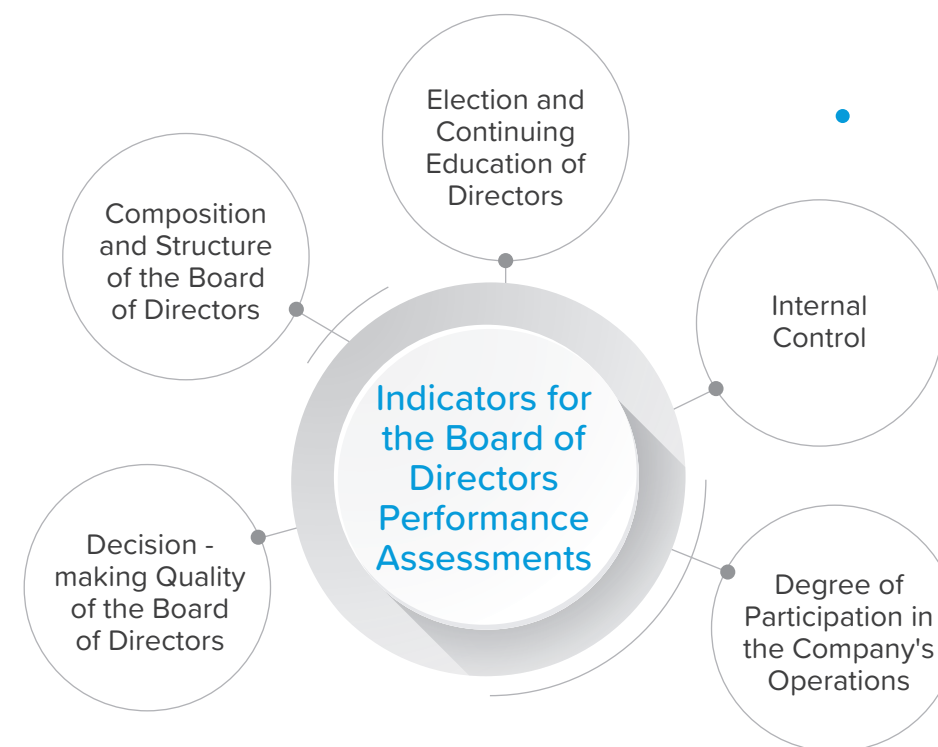 Election and
Continuing
Education of
Directors
Composition
and Structure
of the Board
of Directors
Internal
Control
Indicators for
the Board of
Directors
Performance
Assessments
Decision -
making Quality
of the Board
of Directors
Degree of
Participation in
the Company's
Operations